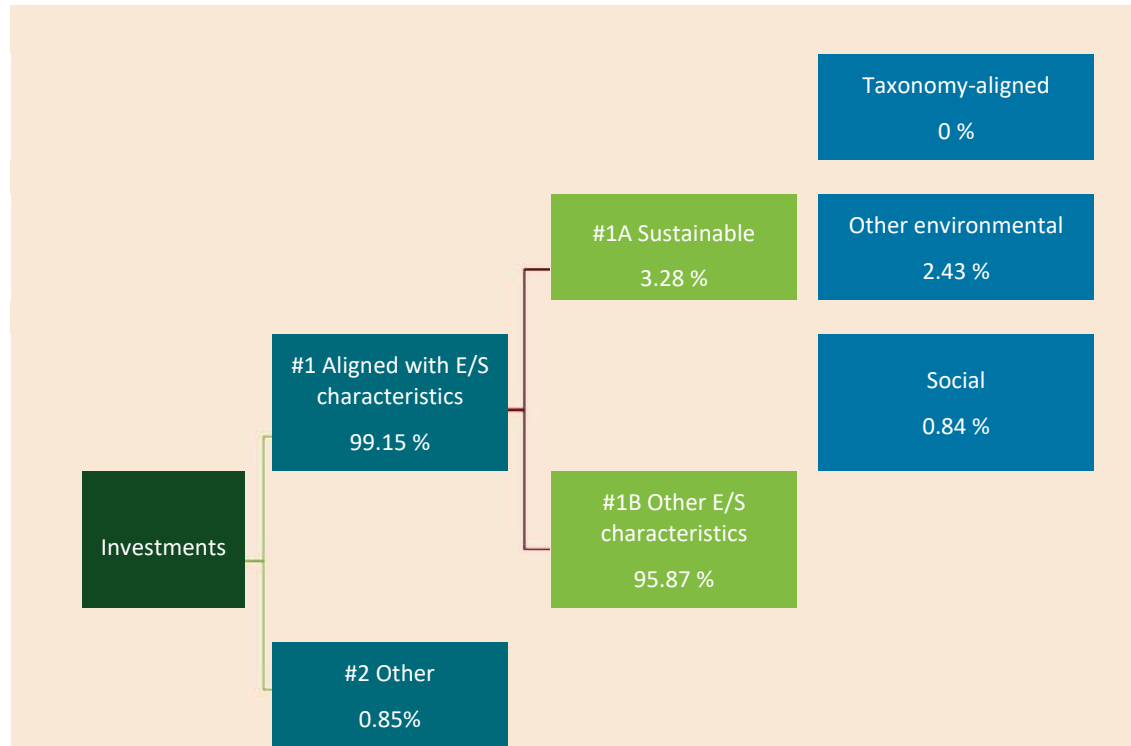 Taxonomy-aligned
0 %
#1A Sustainable
3.28 %
Other environmental
2.43 %
#1 Aligned with E/S
characteristics
99.15 %
Social
0.84 %
Investments
#1B Other E/S
characteristics
95.87 %
#2 Other
0.85%